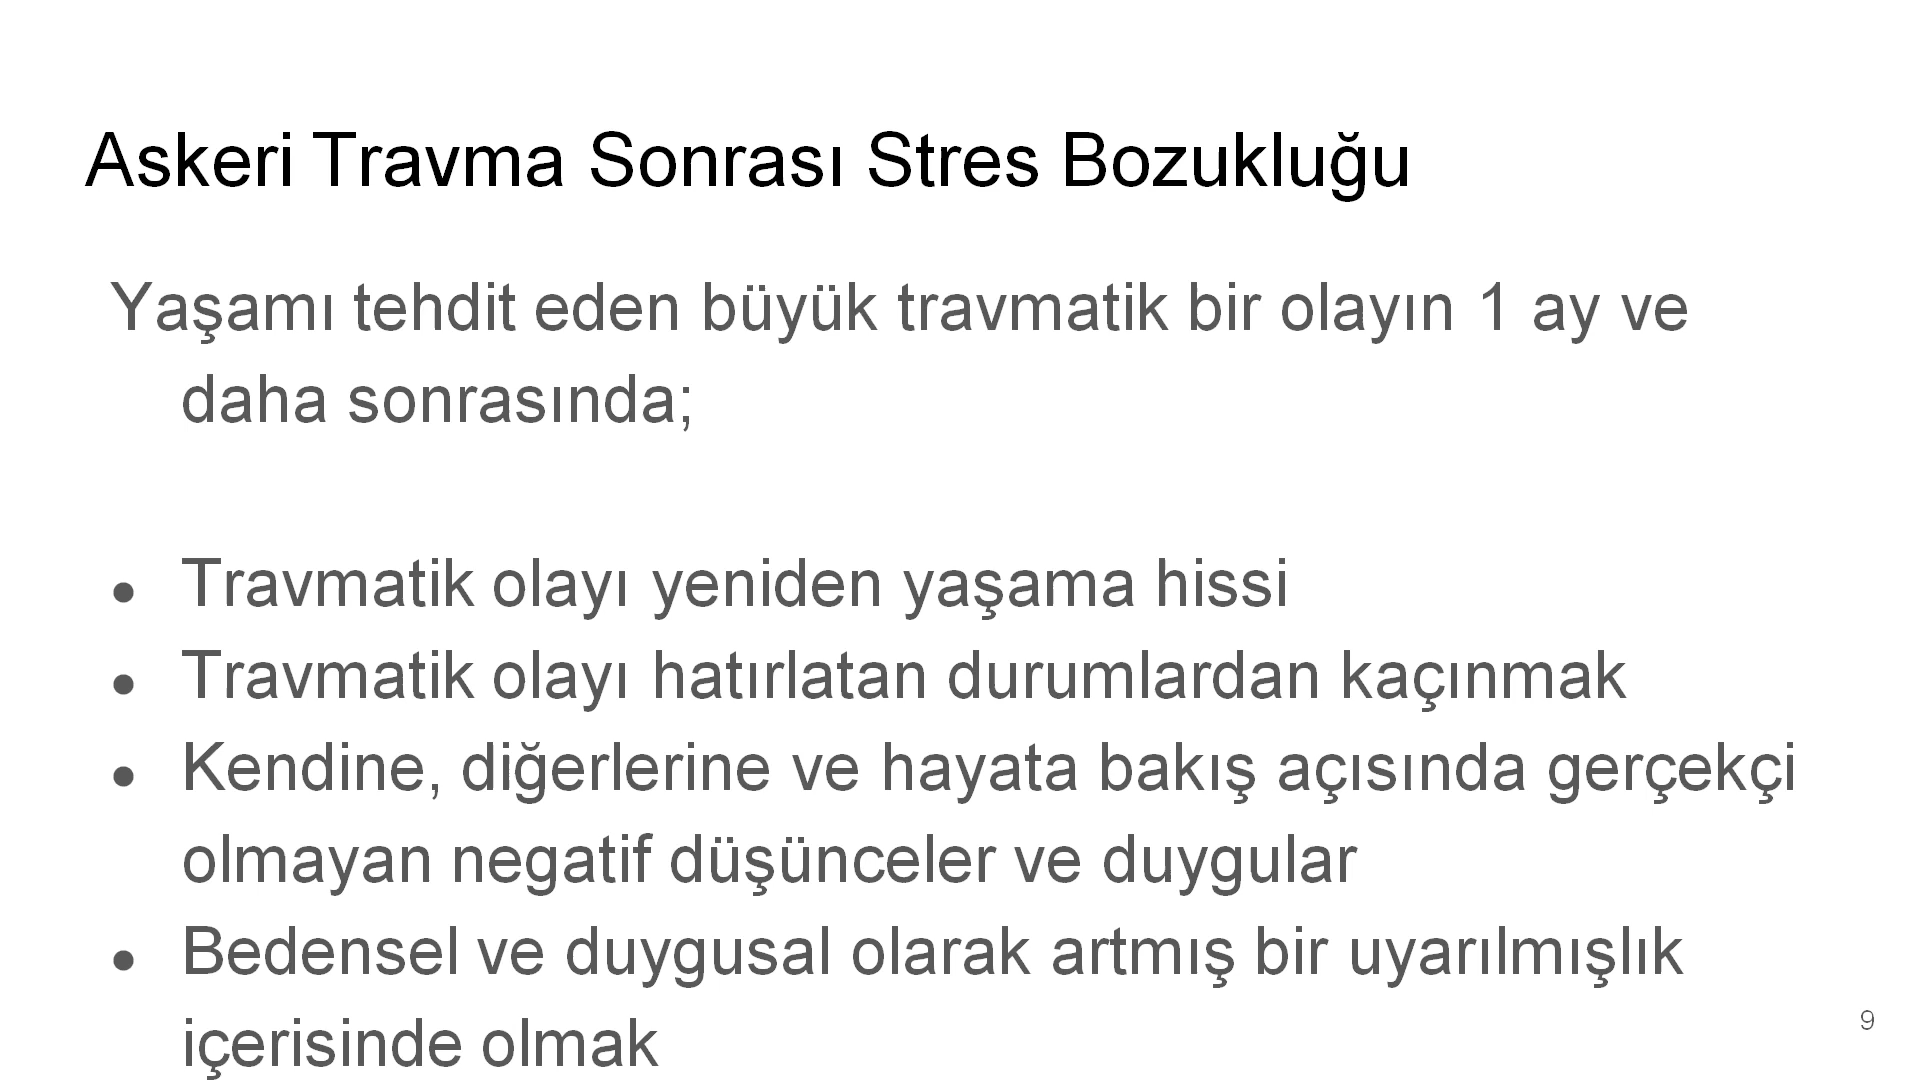 Askeri Travma Sonrası Stres Bozukluğu
Yaşamı tehdit eden büyük travmatik bir olayın 1 ay ve
daha sonrasında;
● Travmatik olayı yeniden yaşama hissi
● Travmatik olayı hatırlatan durumlardan kaçınmak
● Kendine, diğerlerine ve hayata bakış açısında gerçekçi
olmayan negatif düşünceler ve duygular
● Bedensel ve duygusal olarak artmış bir uyarılmışlık
içerisinde olmak
9